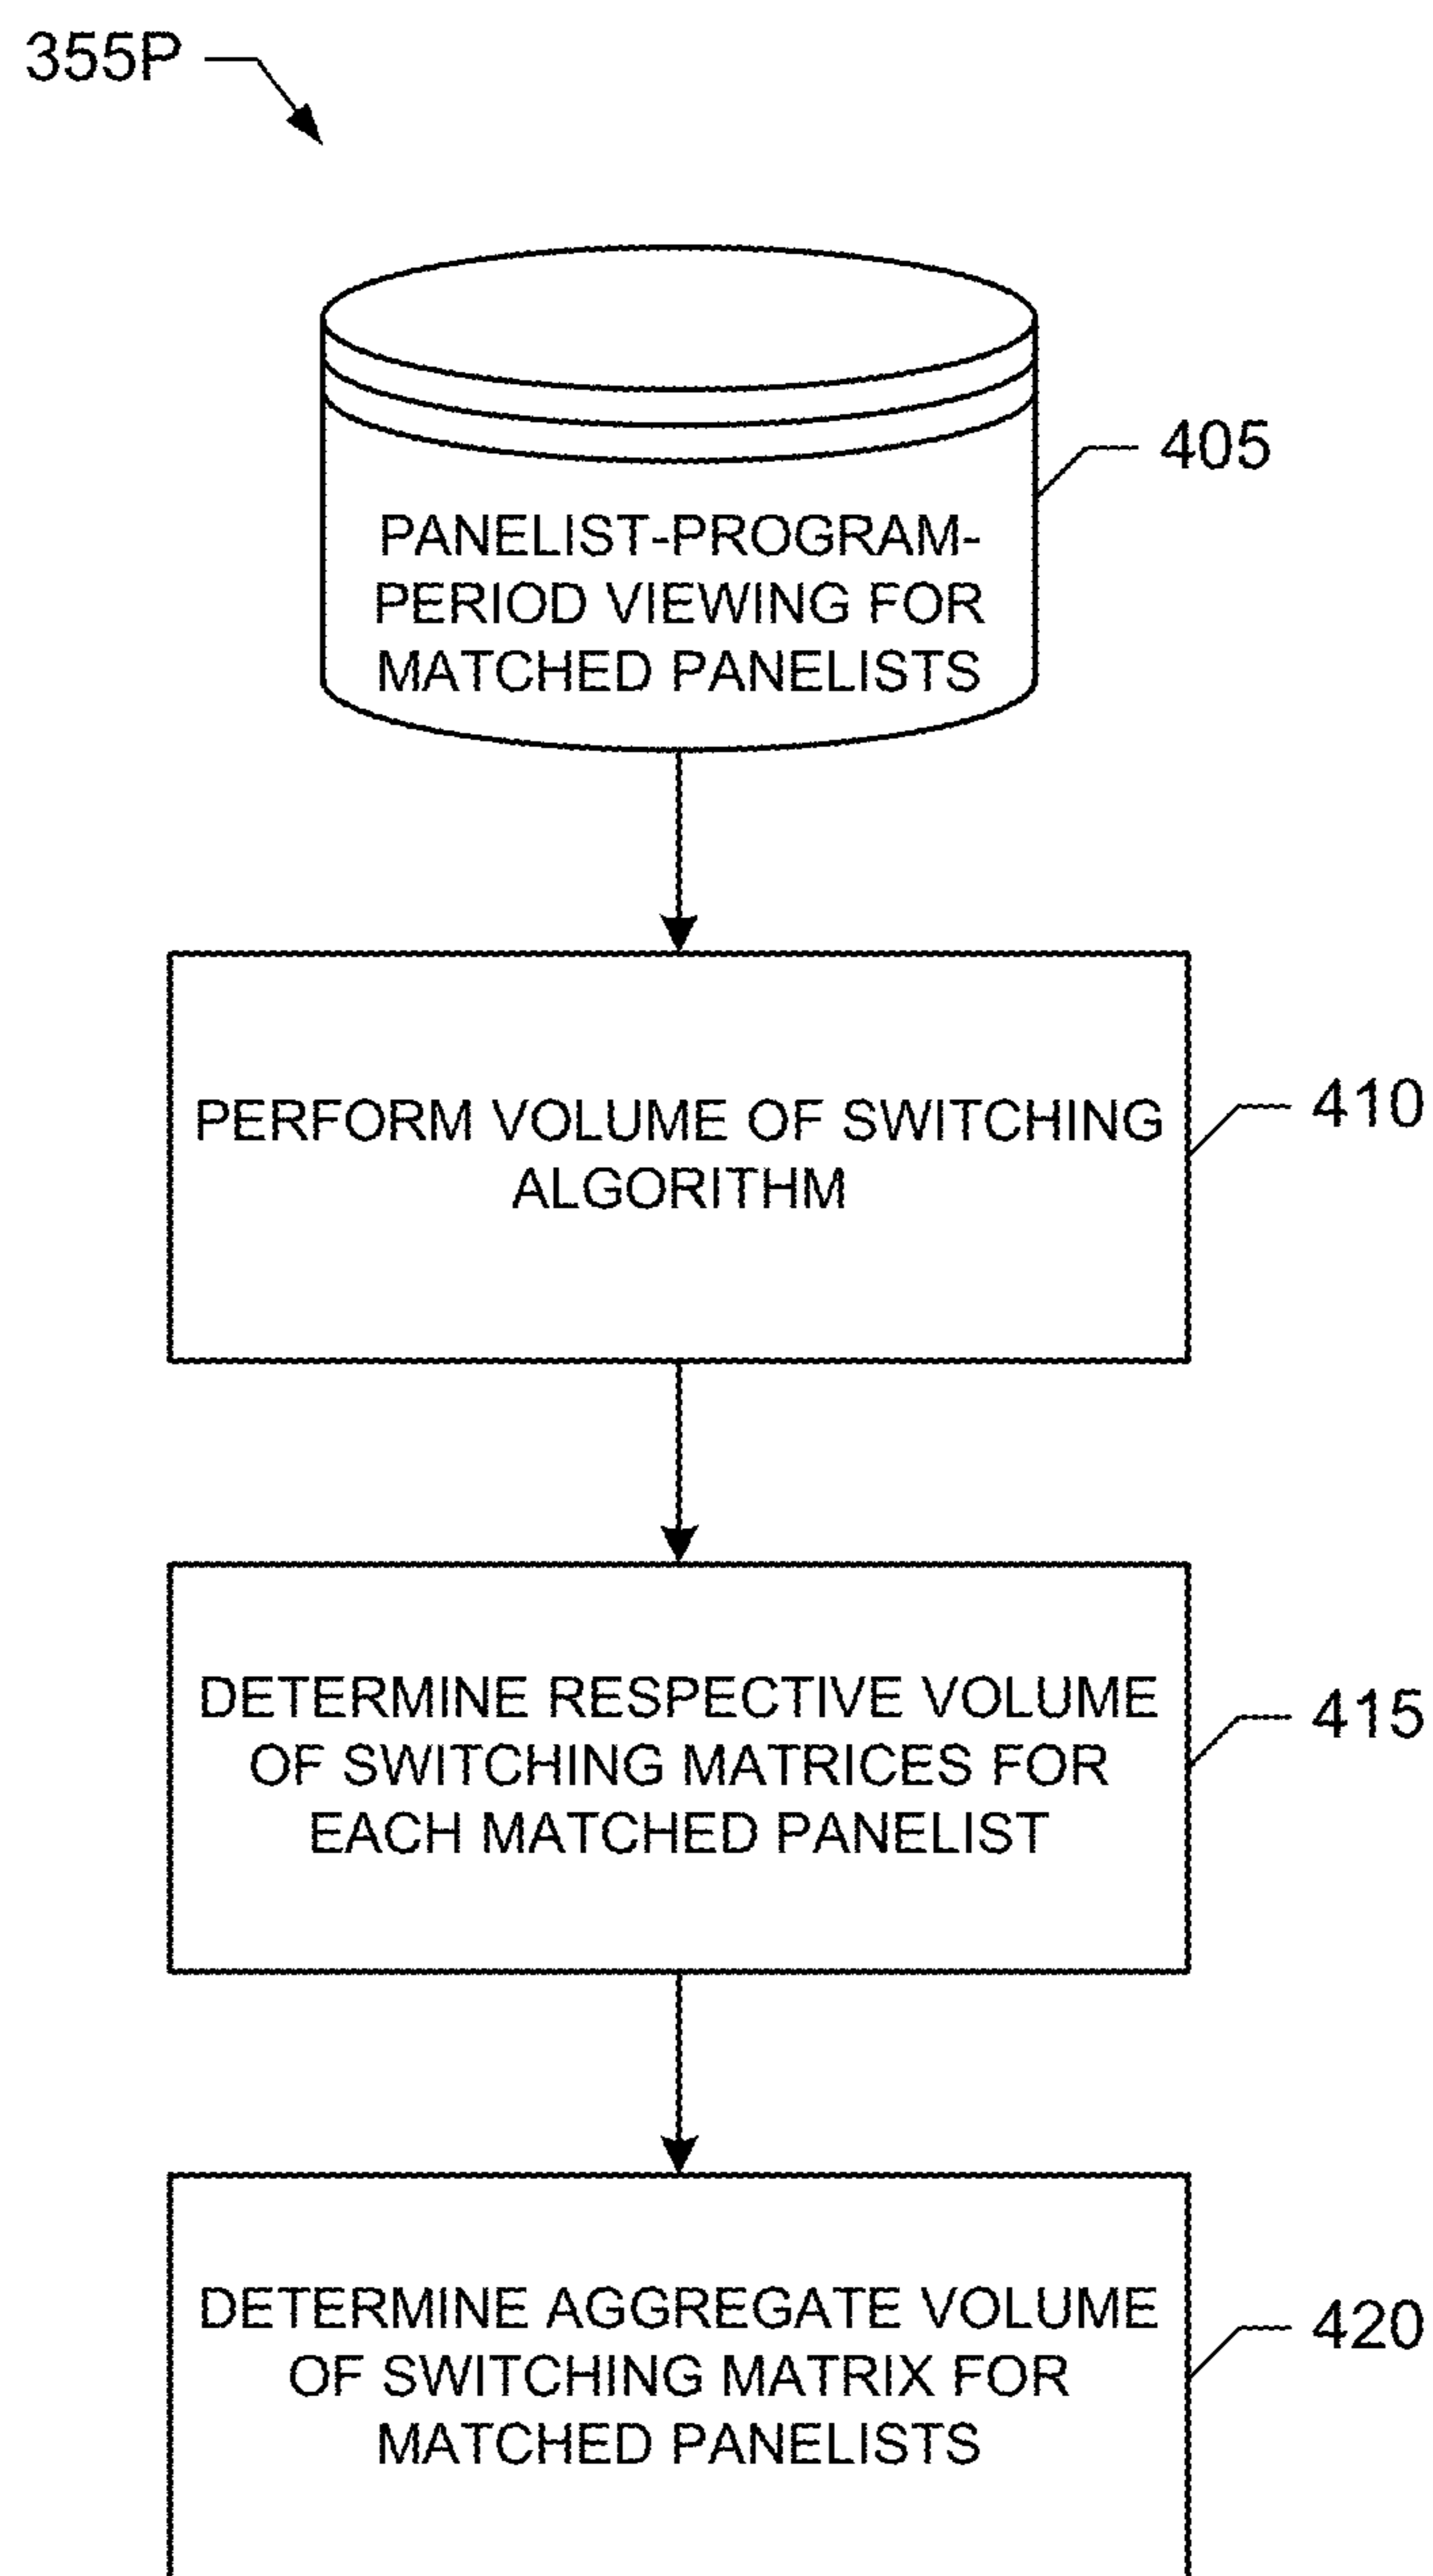 355P
405
PANELIST-PROGRAM-
PERIOD VIEWING FOR
MATCHED PANELISTS
410
PERFORM VOLUME OF SWITCHING
ALGORITHM
415
DETERMINE RESPECTIVE VOLUME
OF SWITCHING MATRICES FOR
EACH MATCHED PANELIST
420
DETERMINE AGGREGATE VOLUME
OF SWITCHING MATRIX FOR
MATCHED PANELISTS